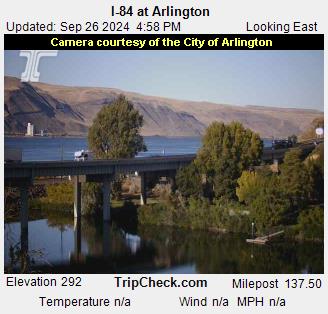 I-84 at Arlington
Updated: Sep 26 2024 4:58 PM Looking East
Camera courtesy of the City of Arlington
Elevation 292 TripCheck.com Milepost 137.50
Temperature n/a Wind n/a MPH n/a